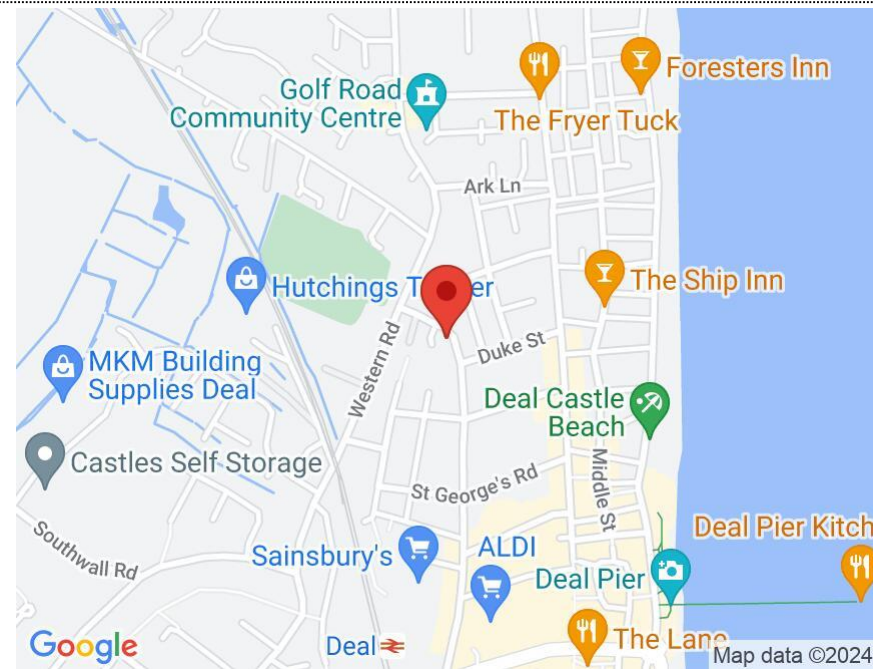 Foresters Inn
Golf Road
Community Centre
The Fryer Tuck
Ark Ln
Hutchings T
er
The Ship Inn
Duke St
MKM Building
Supplies Deal
Western Rd
Deal Castle
Beach
Castles Self Storage
St George's Rd
Middle St
Southwall Rd
Deal Pier Kitch
Sainsbury's
ALDI
Deal Pier
Google
Deal
The Lane
Map data ©2024